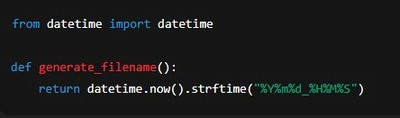 from datetime import datetime
def generate_filename():
    return datetime.now().strftime("%Y%m%d_%H%M%S")